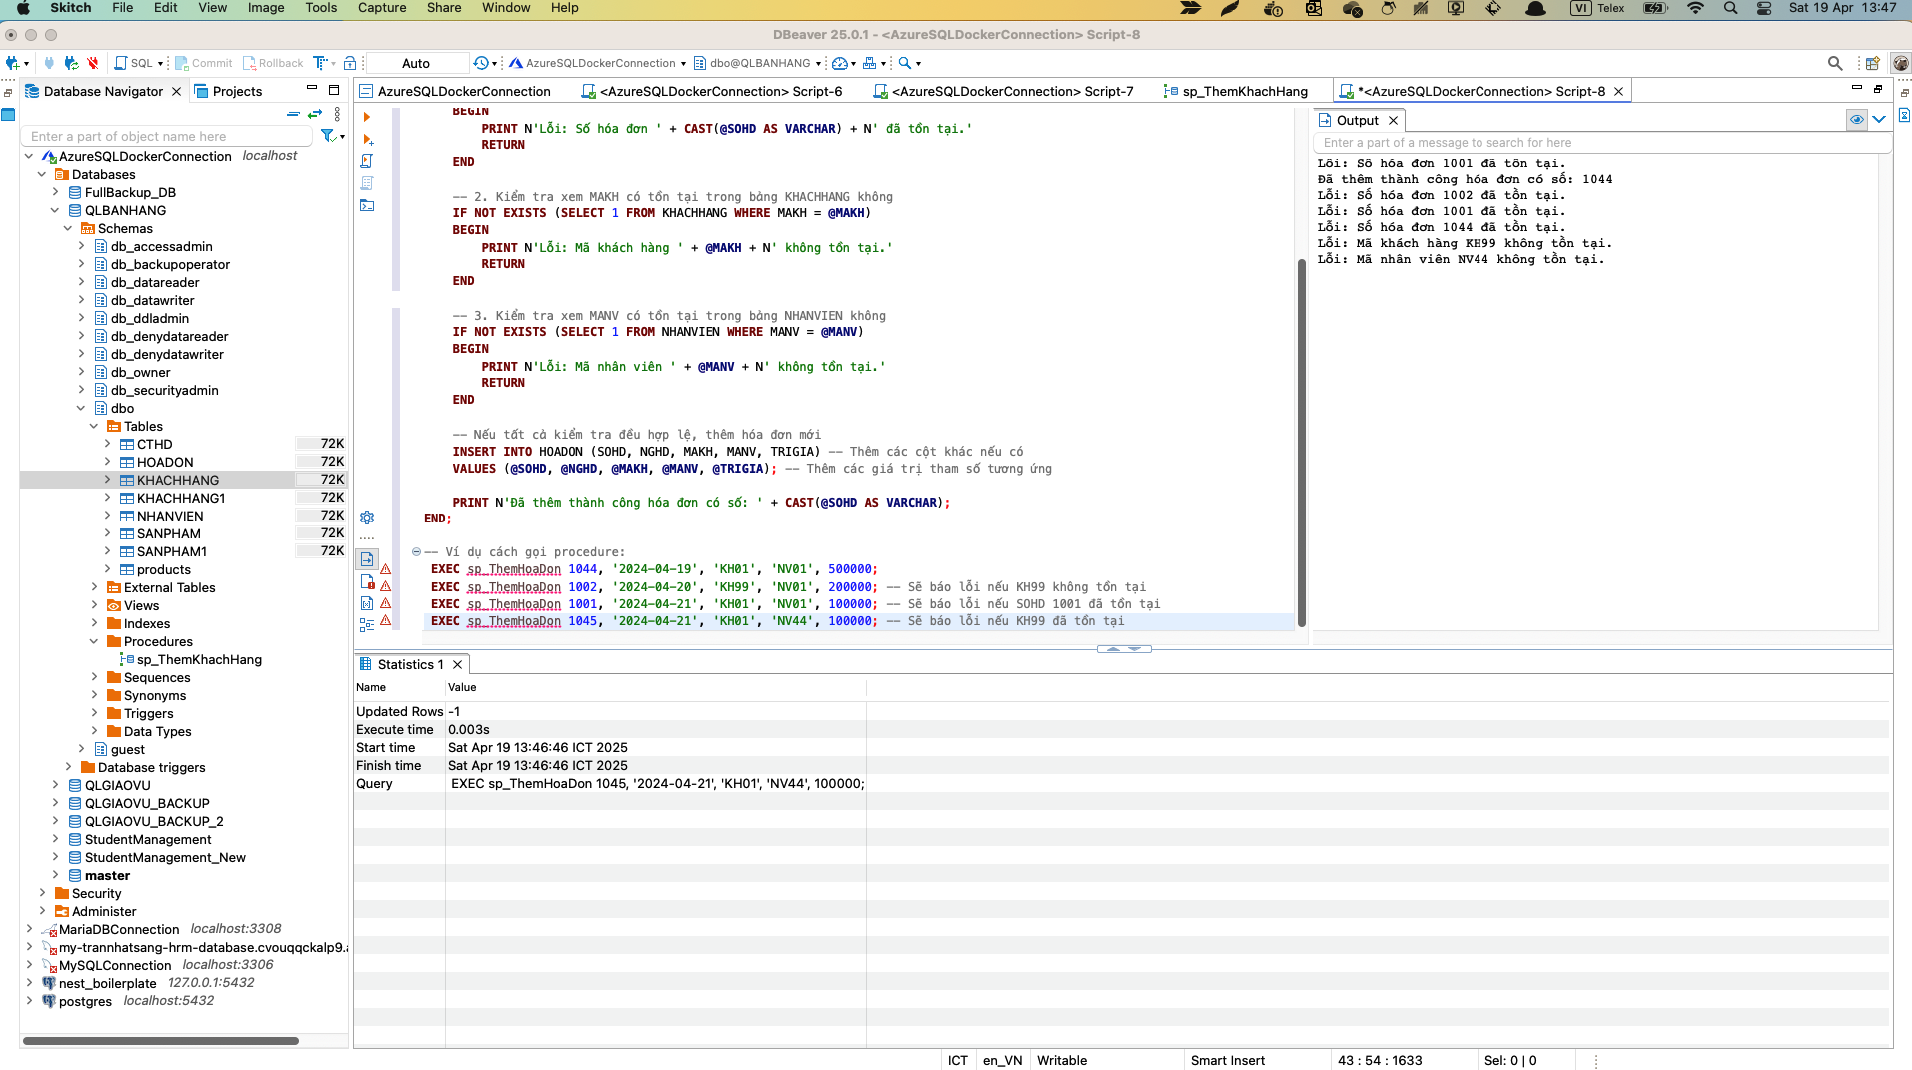 Skitch File Edit View Image Tools Capture Share Window Help
VI Telex Sat 19 Apr 13:47
DBeaver 25.0.1 - <AzureSQLDockerConnection> Script-8
SQL Commit Rollback T Auto AzureSQLDockerConnection dbo@QLBANHANG
Database Navigator Projects
AzureSQLDockerConnection <AzureSQLDockerConnection> Script-6 <AzureSQLDockerConnection> Script-7 sp_ThemKhachHang *<AzureSQLDockerConnection> Script-8
Enter a part of object name here
AzureSQLDockerConnection localhost
Databases
FullBackup_DB
QLBANHANG
Schemas
db_accessadmin
db_backupoperator
db_datareader
db_datawriter
db_ddladmin
db_denydatareader
db_denydatawriter
db_owner
db_securityadmin
dbo
Tables
CTHD 72K
HOADON 72K
KHACHHANG 72K
KHACHHANG1 72K
NHANVIEN 72K
SANPHAM 72K
SANPHAM1 72K
products
External Tables
Views
Indexes
Procedures
sp_ThemKhachHang
Sequences
Synonyms
Triggers
Data Types
guest
Database triggers
QLGIAOVU
QLGIAOVU_BACKUP
QLGIAOVU_BACKUP_2
StudentManagement
StudentManagement_New
master
Security
Administer
MariaDBConnection localhost:3308
my-trannhatsang-hrm-database.cvouqqckalp9.a
MySQLConnection localhost:3306
nest_boilerplate 127.0.0.1:5432
postgres localhost:5432
BEGIN
PRINT N'Lỗi: Số hóa đơn ' + CAST(@SOHD AS VARCHAR) + N' đã tồn tại.'
RETURN
END
-- 2. Kiểm tra xem MAKH có tồn tại trong bảng KHACHHANG không
IF NOT EXISTS (SELECT 1 FROM KHACHHANG WHERE MAKH = @MAKH)
BEGIN
PRINT N'Lỗi: Mã khách hàng ' + @MAKH + N' không tồn tại.'
RETURN
END
-- 3. Kiểm tra xem MANV có tồn tại trong bảng NHANVIEN không
IF NOT EXISTS (SELECT 1 FROM NHANVIEN WHERE MANV = @MANV)
BEGIN
PRINT N'Lỗi: Mã nhân viên ' + @MANV + N' không tồn tại.'
RETURN
END
-- Nếu tất cả kiểm tra đều hợp lệ, thêm hóa đơn mới
INSERT INTO HOADON (SOHD, NGHD, MAKH, MANV, TRIGIA) -- Thêm các cột khác nếu có
VALUES (@SOHD, @NGHD, @MAKH, @MANV, @TRIGIA); -- Thêm các giá trị tham số tương ứng
PRINT N'Đã thêm thành công hóa đơn có số: ' + CAST(@SOHD AS VARCHAR);
END;
-- Ví dụ cách gọi procedure:
EXEC sp_ThemHoaDon 1044, '2024-04-19', 'KH01', 'NV01', 500000;
EXEC sp_ThemHoaDon 1002, '2024-04-20', 'KH99', 'NV01', 200000; -- Sẽ báo lỗi nếu KH99 không tồn tại
EXEC sp_ThemHoaDon 1001, '2024-04-21', 'KH01', 'NV01', 100000; -- Sẽ báo lỗi nếu SOHD 1001 đã tồn tại
EXEC sp_ThemHoaDon 1045, '2024-04-21', 'KH01', 'NV44', 100000; -- Sẽ báo lỗi nếu KH99 đã tồn tại
Output
Enter a part of a message to search for here
Lỗi: Số hóa đơn 1001 đã tồn tại.
Đã thêm thành công hóa đơn có số: 1044
Lỗi: Số hóa đơn 1002 đã tồn tại.
Lỗi: Số hóa đơn 1001 đã tồn tại.
Lỗi: Số hóa đơn 1044 đã tồn tại.
Lỗi: Mã khách hàng KH99 không tồn tại.
Lỗi: Mã nhân viên NV44 không tồn tại.
Statistics 1
Name Value
Updated Rows -1
Execute time 0.003s
Start time Sat Apr 19 13:46:46 ICT 2025
Finish time Sat Apr 19 13:46:46 ICT 2025
Query EXEC sp_ThemHoaDon 1045, '2024-04-21', 'KH01', 'NV44', 100000;
ICT en_VN Writable Smart Insert 43 : 54 : 1633 Sel: 0 | 0